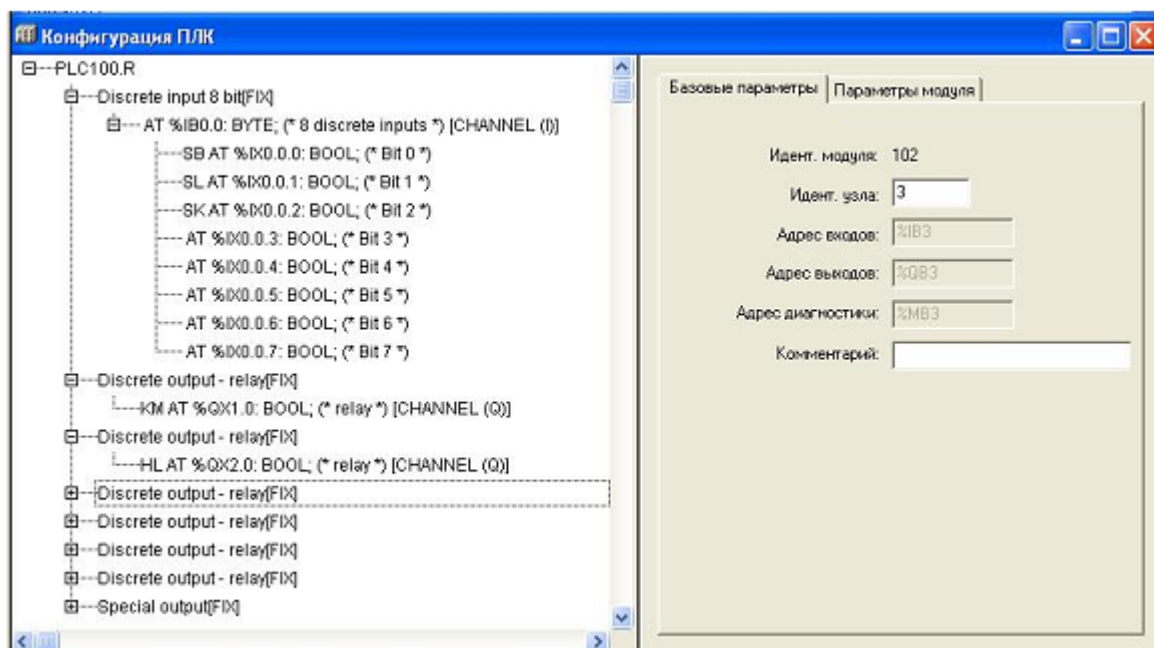 Конфигурация ПЛК
PLC100.R
Discrete input 8 bit[FIX]
AT %IB0.0: BYTE; (* 8 discrete inputs *) [CHANNEL (I)]
SB AT %IX0.0.0: BOOL; (* Bit 0 *)
SL AT %IX0.0.1: BOOL; (* Bit 1 *)
SK AT %IX0.0.2: BOOL; (* Bit 2 *)
AT %IX0.0.3: BOOL; (* Bit 3 *)
AT %IX0.0.4: BOOL; (* Bit 4 *)
AT %IX0.0.5: BOOL; (* Bit 5 *)
AT %IX0.0.6: BOOL; (* Bit 6 *)
AT %IX0.0.7: BOOL; (* Bit 7 *)
Discrete output - relay[FIX]
KM AT %QX1.0: BOOL; (* relay *) [CHANNEL (Q)]
Discrete output - relay[FIX]
HL AT %QX2.0: BOOL; (* relay *) [CHANNEL (Q)]
Discrete output - relay[FIX]
Discrete output - relay[FIX]
Discrete output - relay[FIX]
Discrete output - relay[FIX]
Special output[FIX]
Базовые параметры
Параметры модуля
Идент. модуля: 102
Идент. узла: 3
Адрес входов: %IB3
Адрес выходов: %QB3
Адрес диагностики: %MB3
Комментарий: